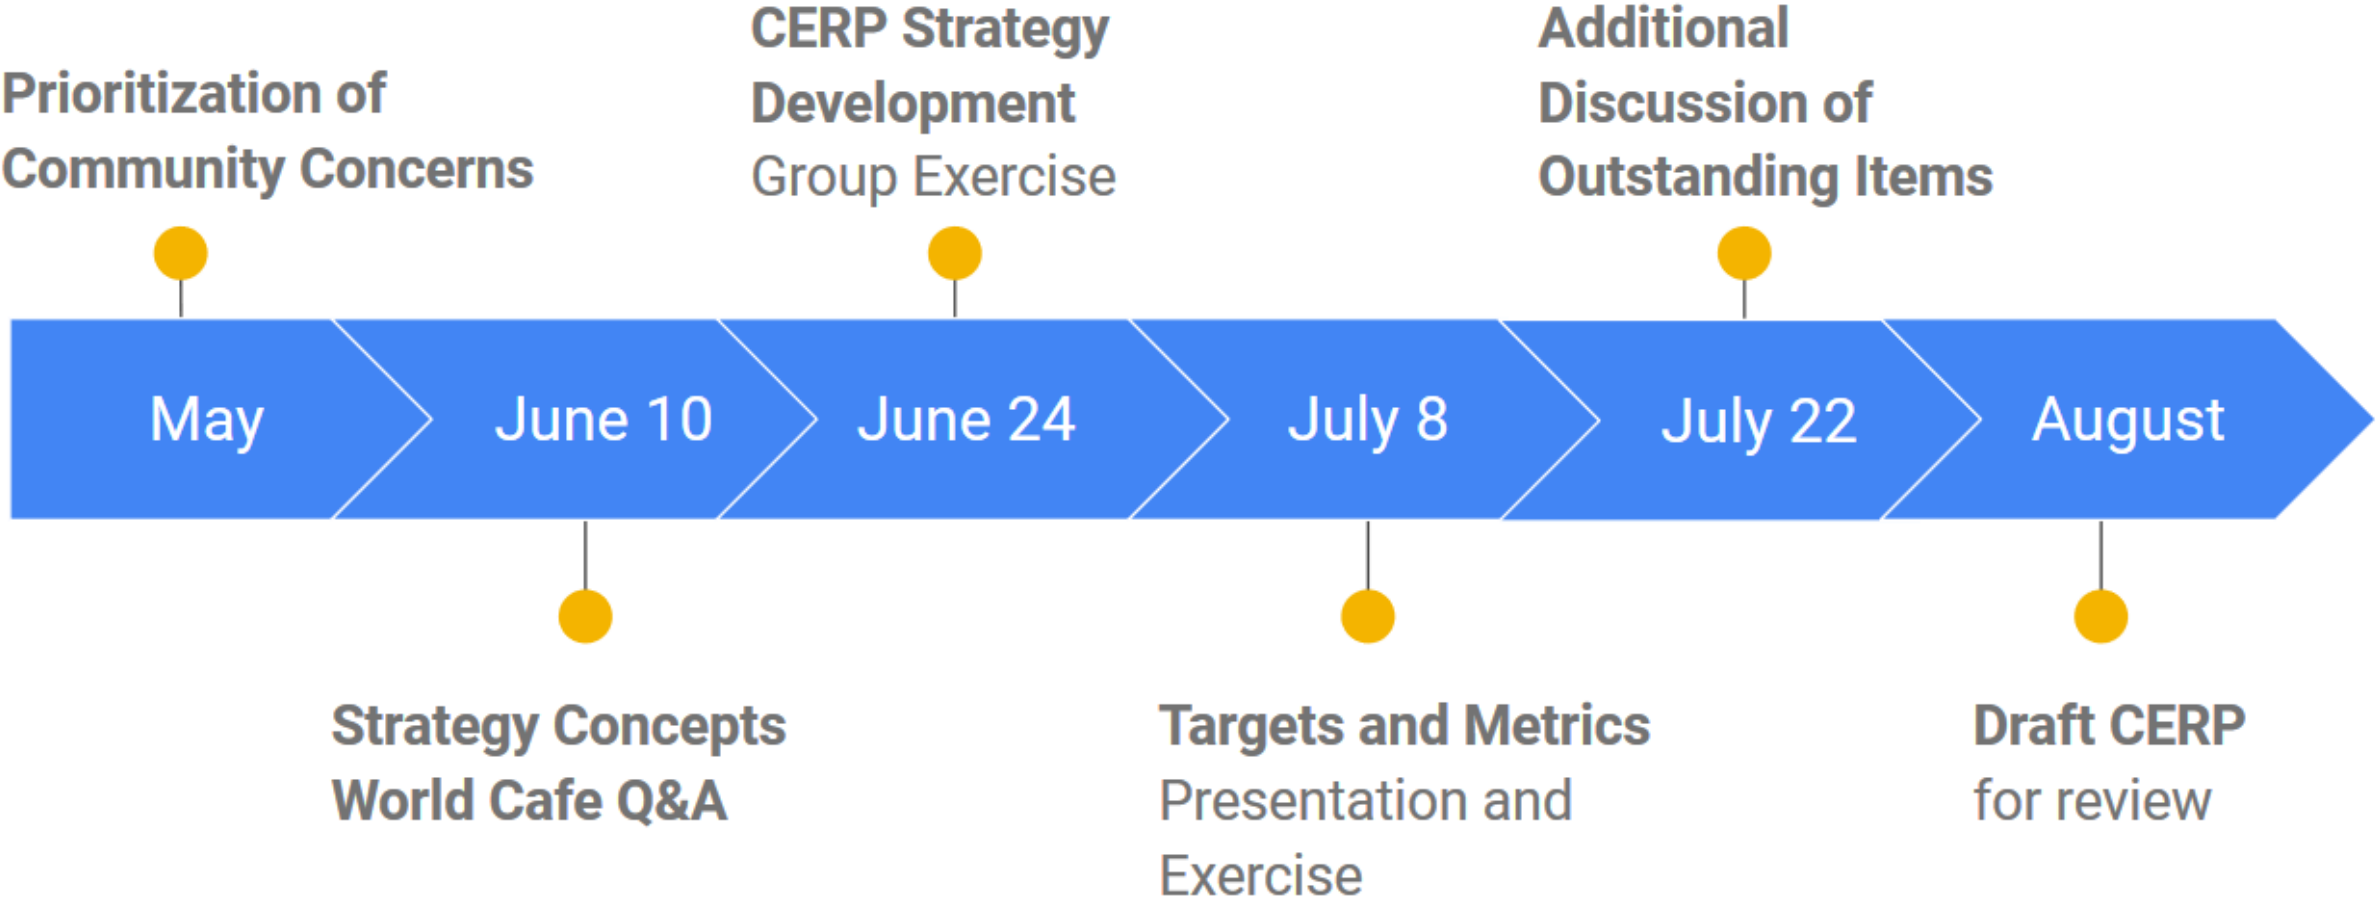 Prioritization of
Community Concerns
CERP Strategy
Development
Group Exercise
Additional
Discussion of
Outstanding Items
May
June 10
June 24
July 8
July 22
August
Strategy Concepts
World Cafe Q&A
Targets and Metrics
Presentation and
Exercise
Draft CERP
for review